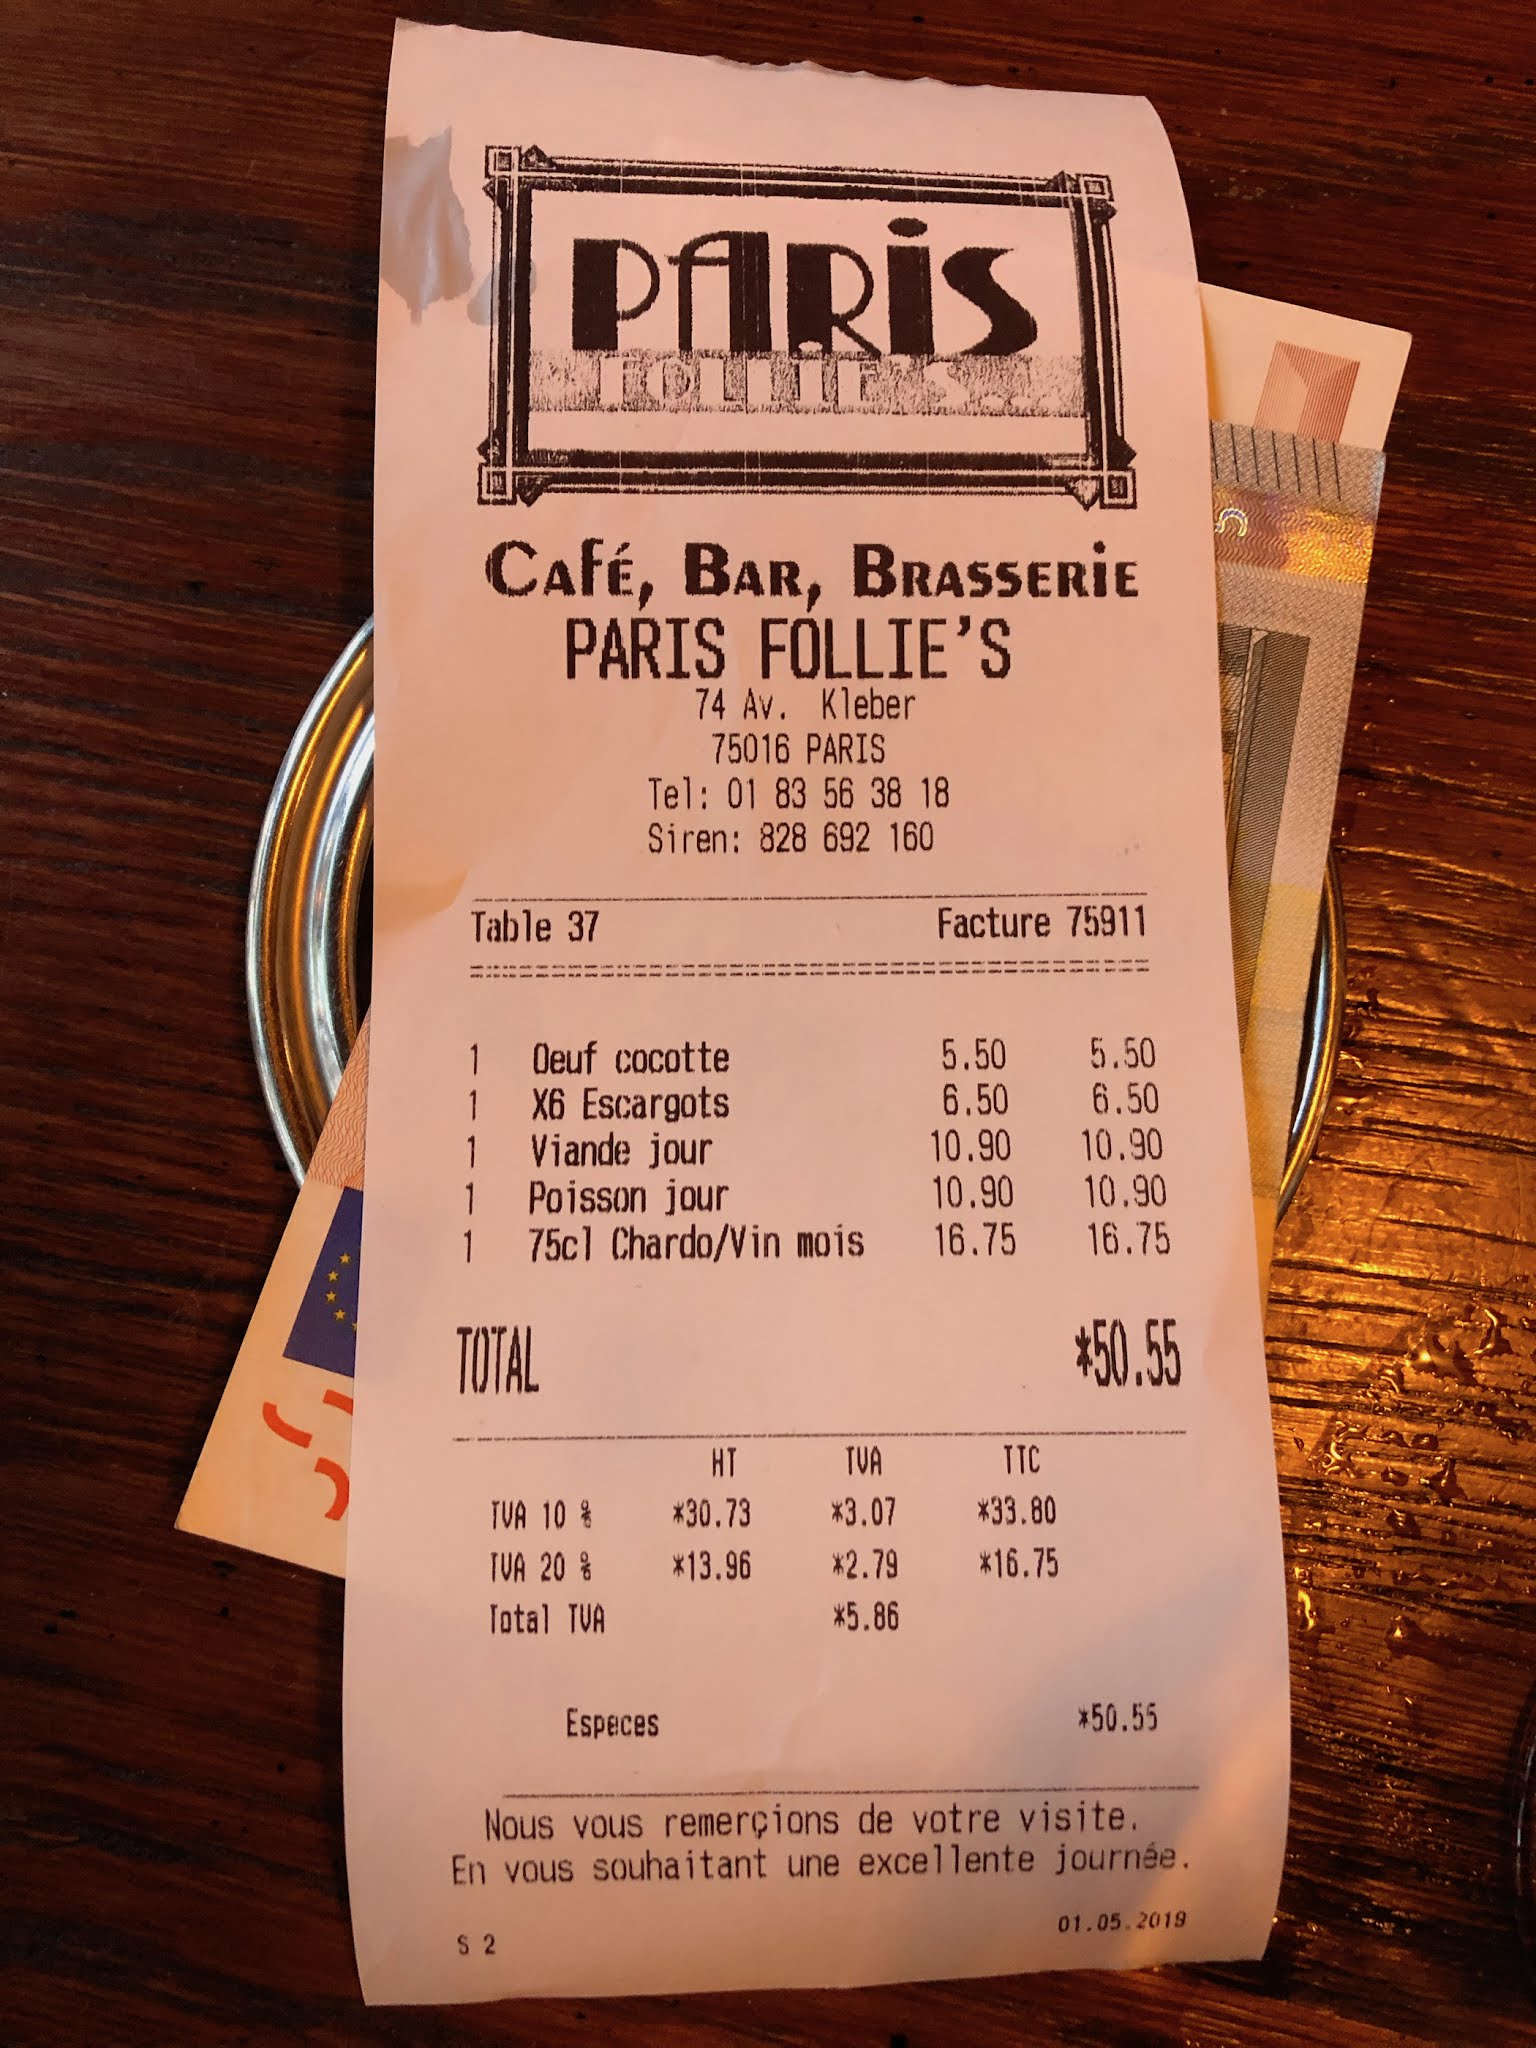 PARiS
FOLLiE'S...
Café, Bar, Brasserie
PARIS FOLLIE'S
74 Av. Kleber
75016 PARIS
Tel: 01 83 56 38 18
Siren: 828 692 160
Table 37 Facture 75911
1 Oeuf cocotte 5.50 5.50
1 X6 Escargots 6.50 6.50
1 Viande jour 10.90 10.90
1 Poisson jour 10.90 10.90
1 75cl Chardo/Vin mois 16.75 16.75
TOTAL *50.55
HT TVA TTC
TVA 10 % *30.73 *3.07 *33.80
TVA 20 % *13.96 *2.79 *16.75
Total TVA *5.86
Especes *50.55
Nous vous remerçions de votre visite.
En vous souhaitant une excellente journée.
01.05.2019
S 2